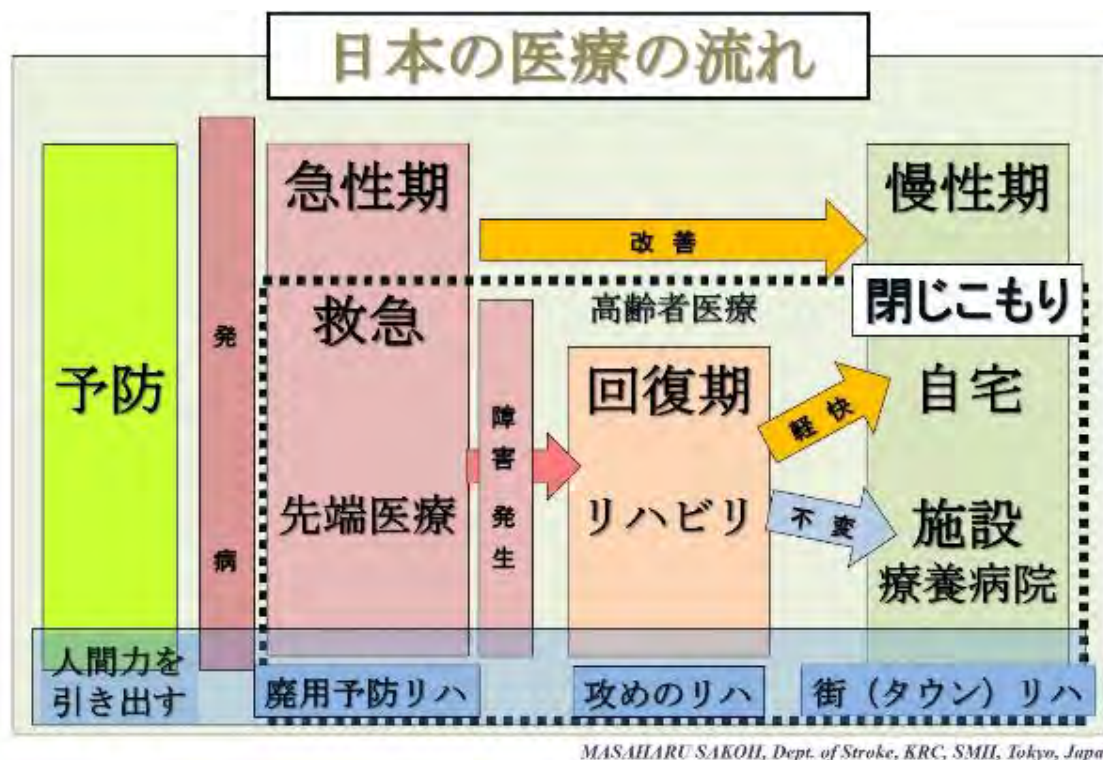 日本の医療の流れ
予防
発病
急性期
救急
先端医療
改善
障害発生
高齢者医療
回復期
リハビリ
軽快
不変
慢性期
閉じこもり
自宅
施設
療養病院
人間力を
引き出す
廃用予防リハ
攻めのリハ
街（タウン）リハ
MASAHARU SAKOH, Dept. of Stroke, KRC, SMH, Tokyo, Japa